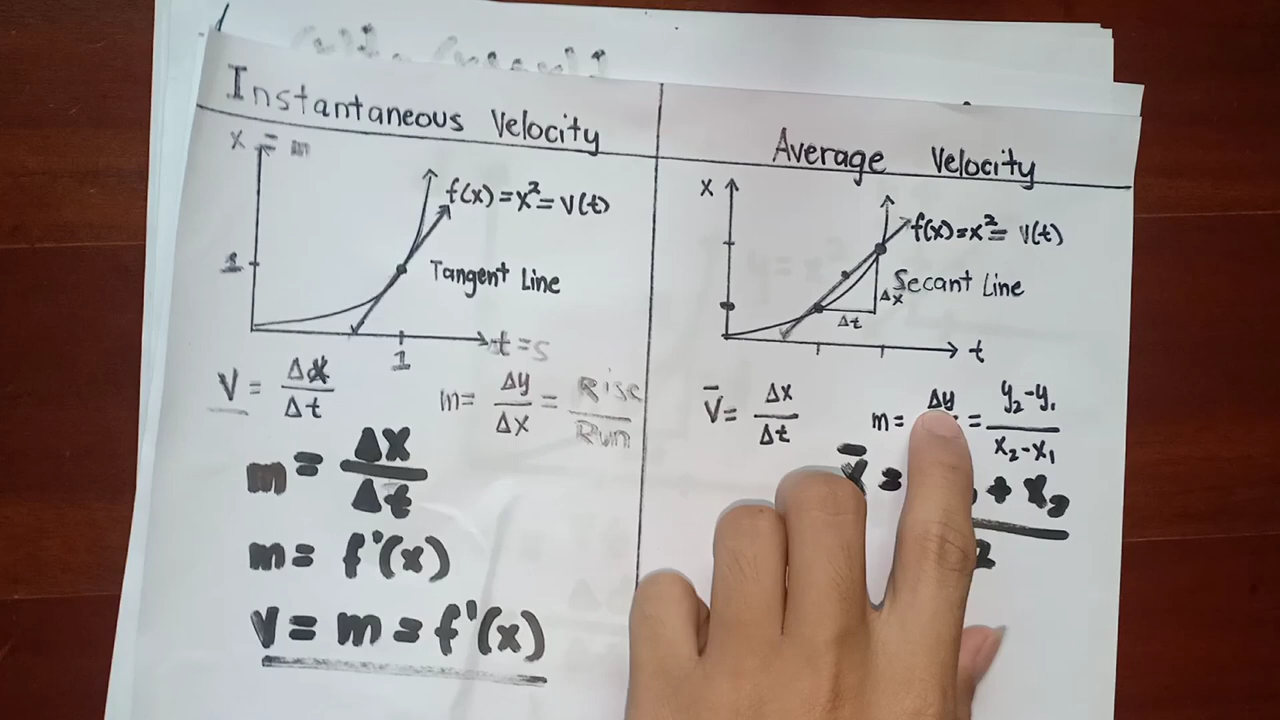 Instantaneous Velocity
x = m
f(x) = x² = v(t)
1
Tangent Line
t = s
1
V = Δx/Δt
m = Δy/Δx = Rise/Run
m = Δx/Δt
m = f'(x)
v = m = f'(x)
Average Velocity
x
f(x) = x² = v(t)
Secant Line
Δx
Δt
t
V̄ = Δx/Δt
m = Δy = y₂-y₁/x₂-x₁
= + x₂
2